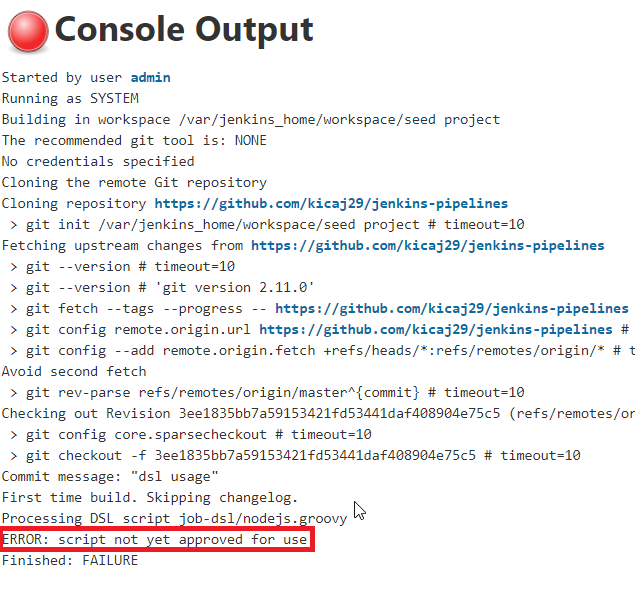 Console Output
Started by user admin
Running as SYSTEM
Building in workspace /var/jenkins_home/workspace/seed project
The recommended git tool is: NONE
No credentials specified
Cloning the remote Git repository
Cloning repository https://github.com/kicaj29/jenkins-pipelines
> git init /var/jenkins_home/workspace/seed project # timeout=10
Fetching upstream changes from https://github.com/kicaj29/jenkins-pipelines
> git --version # timeout=10
> git --version # 'git version 2.11.0'
> git fetch --tags --progress -- https://github.com/kicaj29/jenkins-pipelines
> git config remote.origin.url https://github.com/kicaj29/jenkins-pipelines #
> git config --add remote.origin.fetch +refs/heads/*:refs/remotes/origin/* # t
Avoid second fetch
> git rev-parse refs/remotes/origin/master^{commit} # timeout=10
Checking out Revision 3ee1835bb7a59153421fd53441daf408904e75c5 (refs/remotes/or
> git config core.sparsecheckout # timeout=10
> git checkout -f 3ee1835bb7a59153421fd53441daf408904e75c5 # timeout=10
Commit message: "dsl usage"
First time build. Skipping changelog.
Processing DSL script job-dsl/nodejs.groovy
ERROR: script not yet approved for use
Finished: FAILURE